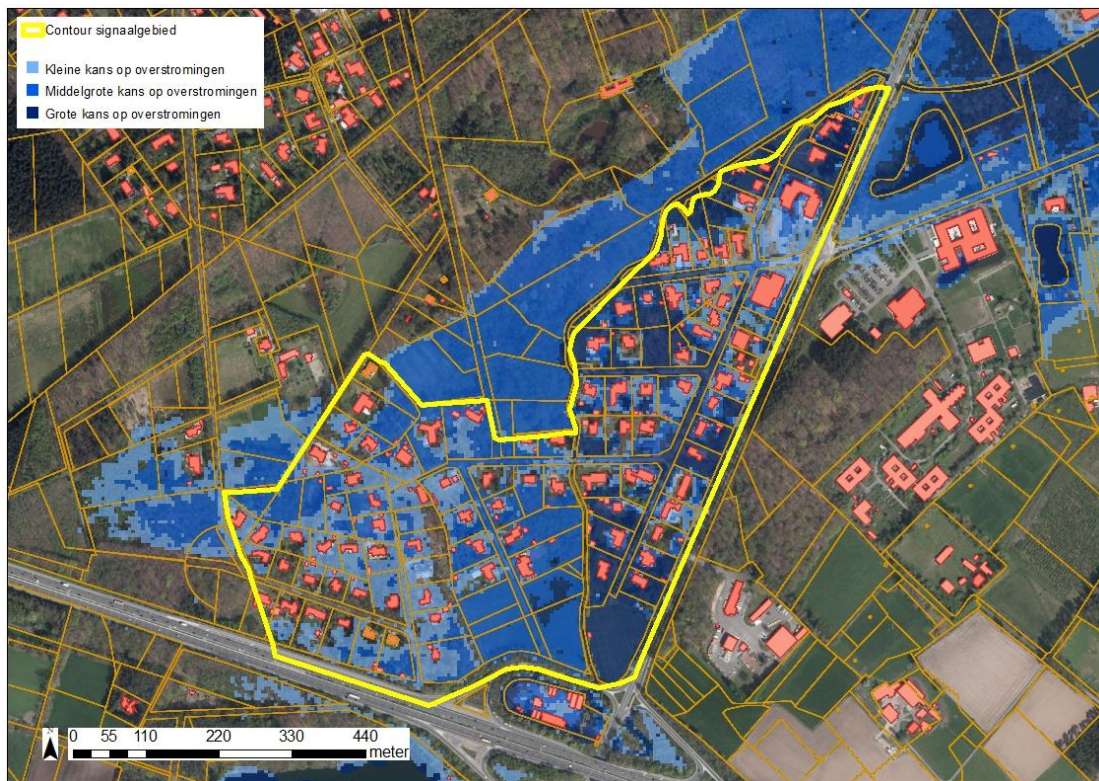 Contour signaalgebied
Kleine kans op overstromingen
Middelgrote kans op overstromingen
Grote kans op overstromingen
0 55 110 220 330 440
meter